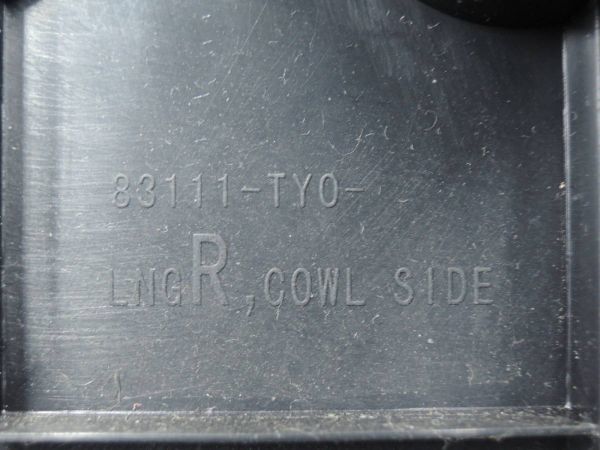 83111-TY0-
LNG R, COWL SIDE